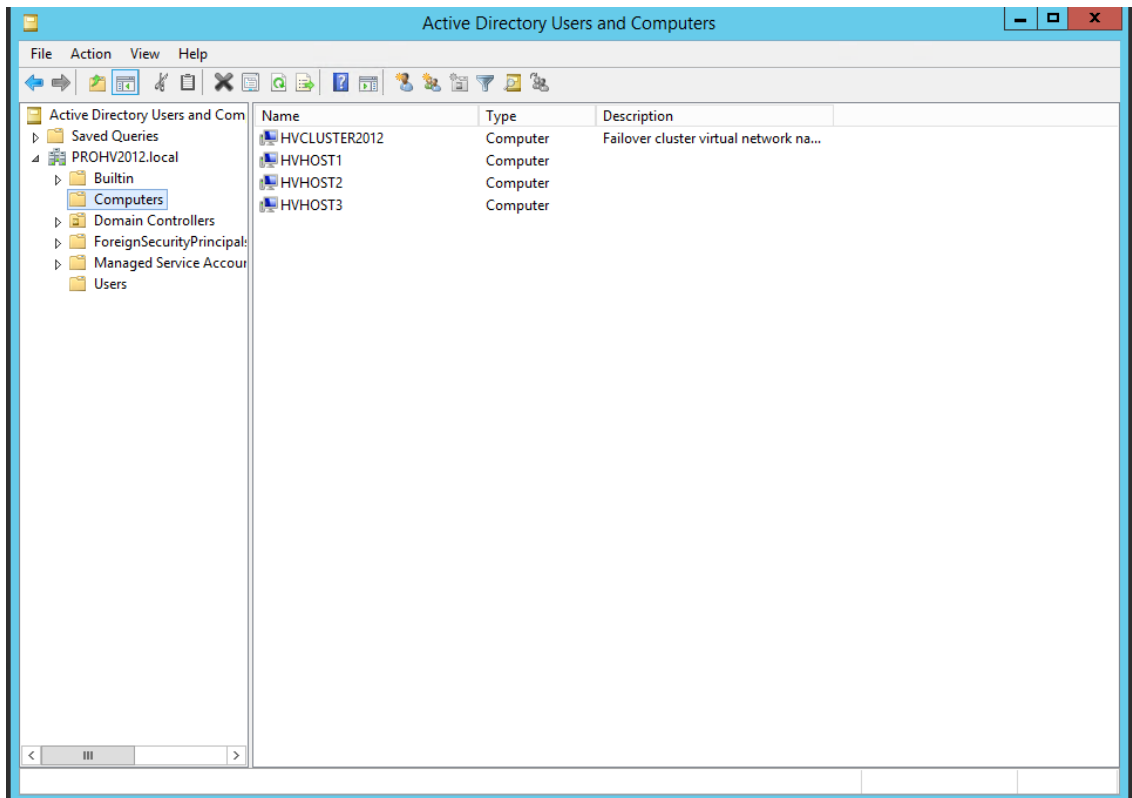 Active Directory Users and Computers
File Action View Help
Active Directory Users and Com
Saved Queries
PROHV2012.local
Builtin
Computers
Domain Controllers
ForeignSecurityPrincipals
Managed Service Accour
Users
Name Type Description
HVCLUSTER2012 Computer Failover cluster virtual network na...
HVHOST1 Computer
HVHOST2 Computer
HVHOST3 Computer